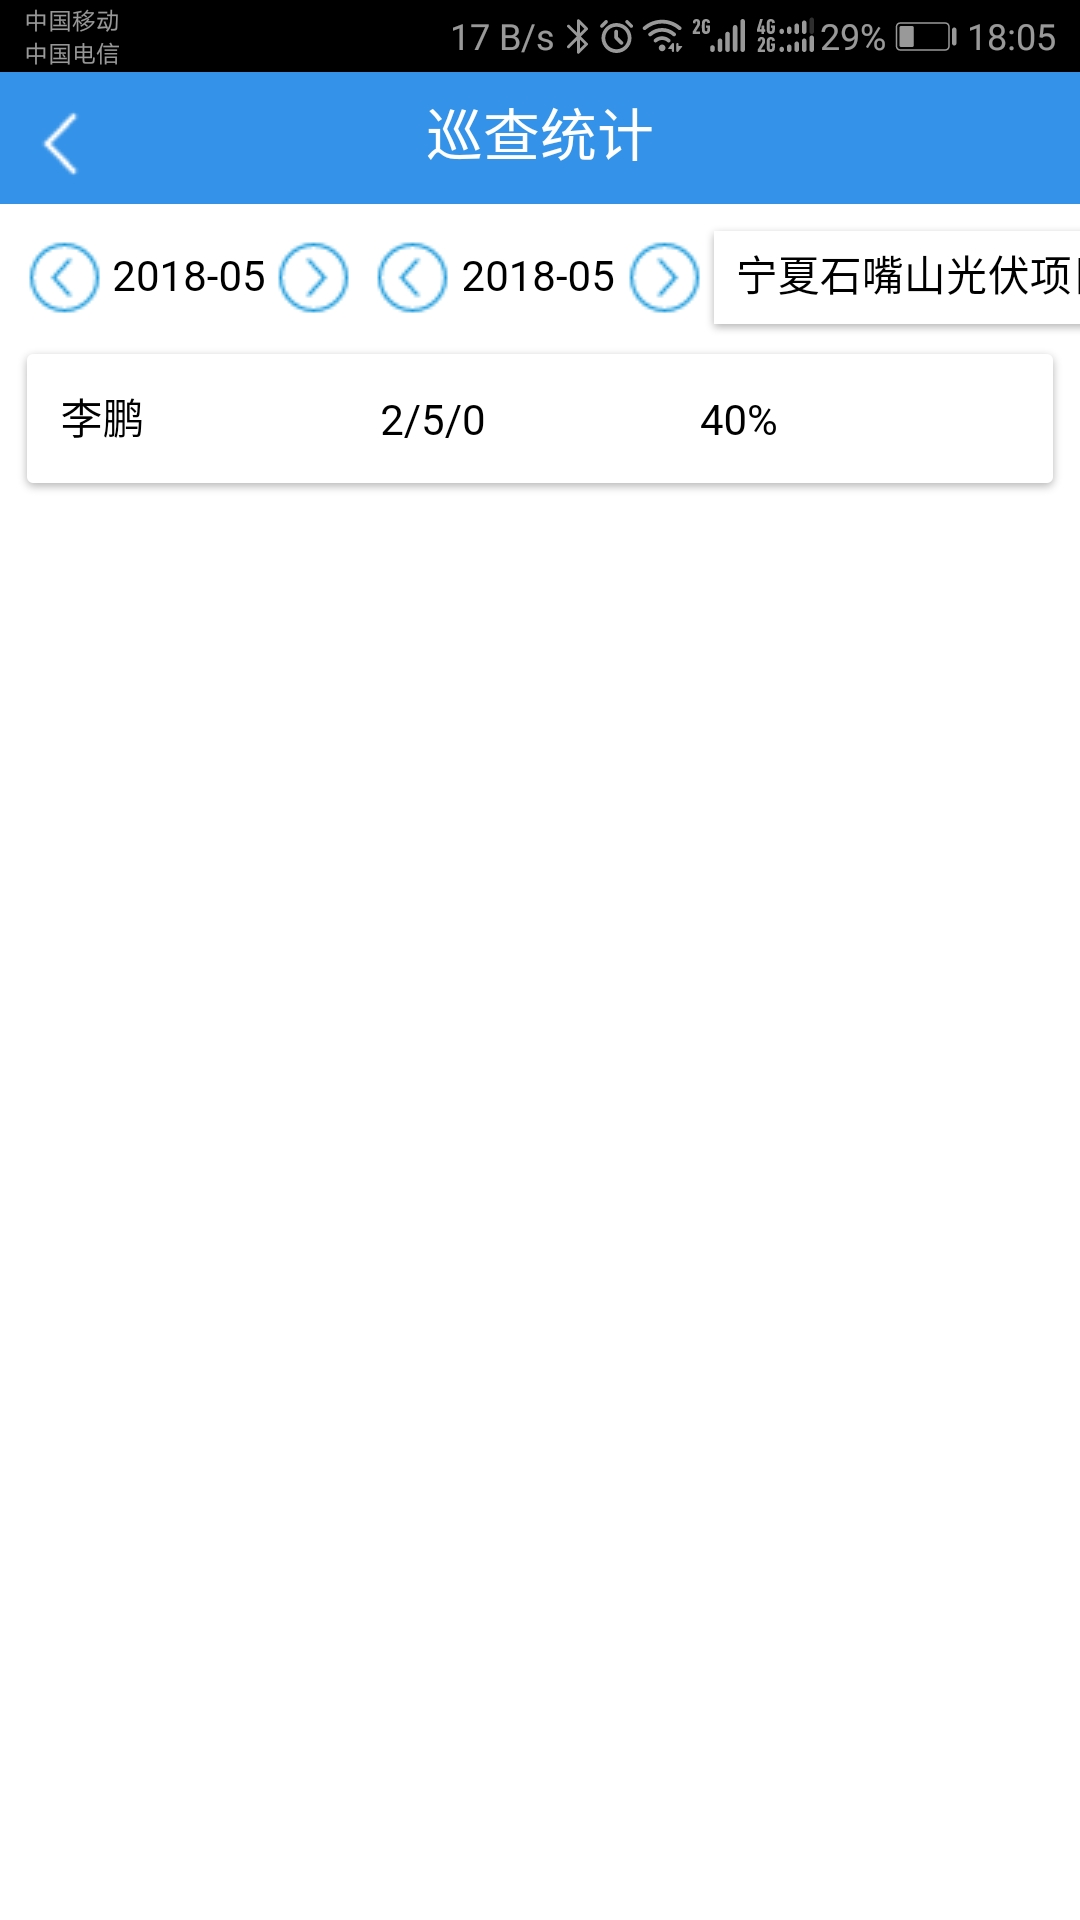 中国移动
中国电信
17 B/s 2G 4G 2G 29% 18:05
巡查统计
2018-05 2018-05 宁夏石嘴山光伏项
李鹏 2/5/0 40%